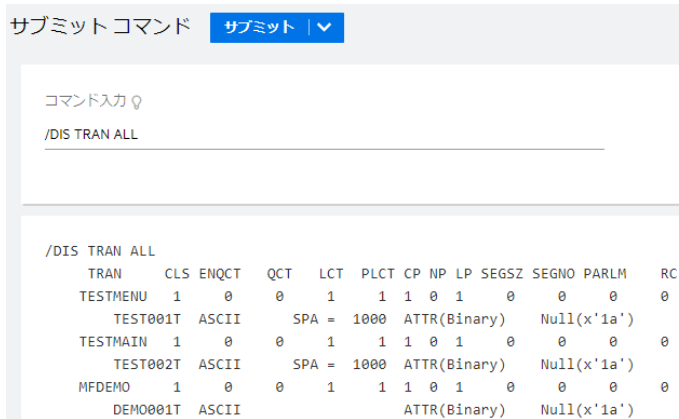 サブミット コマンド サブミット
コマンド入力
/DIS TRAN ALL
/DIS TRAN ALL
TRAN CLS ENQCT QCT LCT PLCT CP NP LP SEGSZ SEGNO PARLM RC
TESTMENU 1 0 0 1 1 1 0 1 0 0 0 0
TEST001T ASCII SPA = 1000 ATTR(Binary) Null(x'1a')
TESTMAIN 1 0 0 1 1 1 0 1 0 0 0 0
TEST002T ASCII SPA = 1000 ATTR(Binary) Null(x'1a')
MFDEMO 1 0 0 1 1 1 0 1 0 0 0 0
DEMO001T ASCII ATTR(Binary) Null(x'1a')